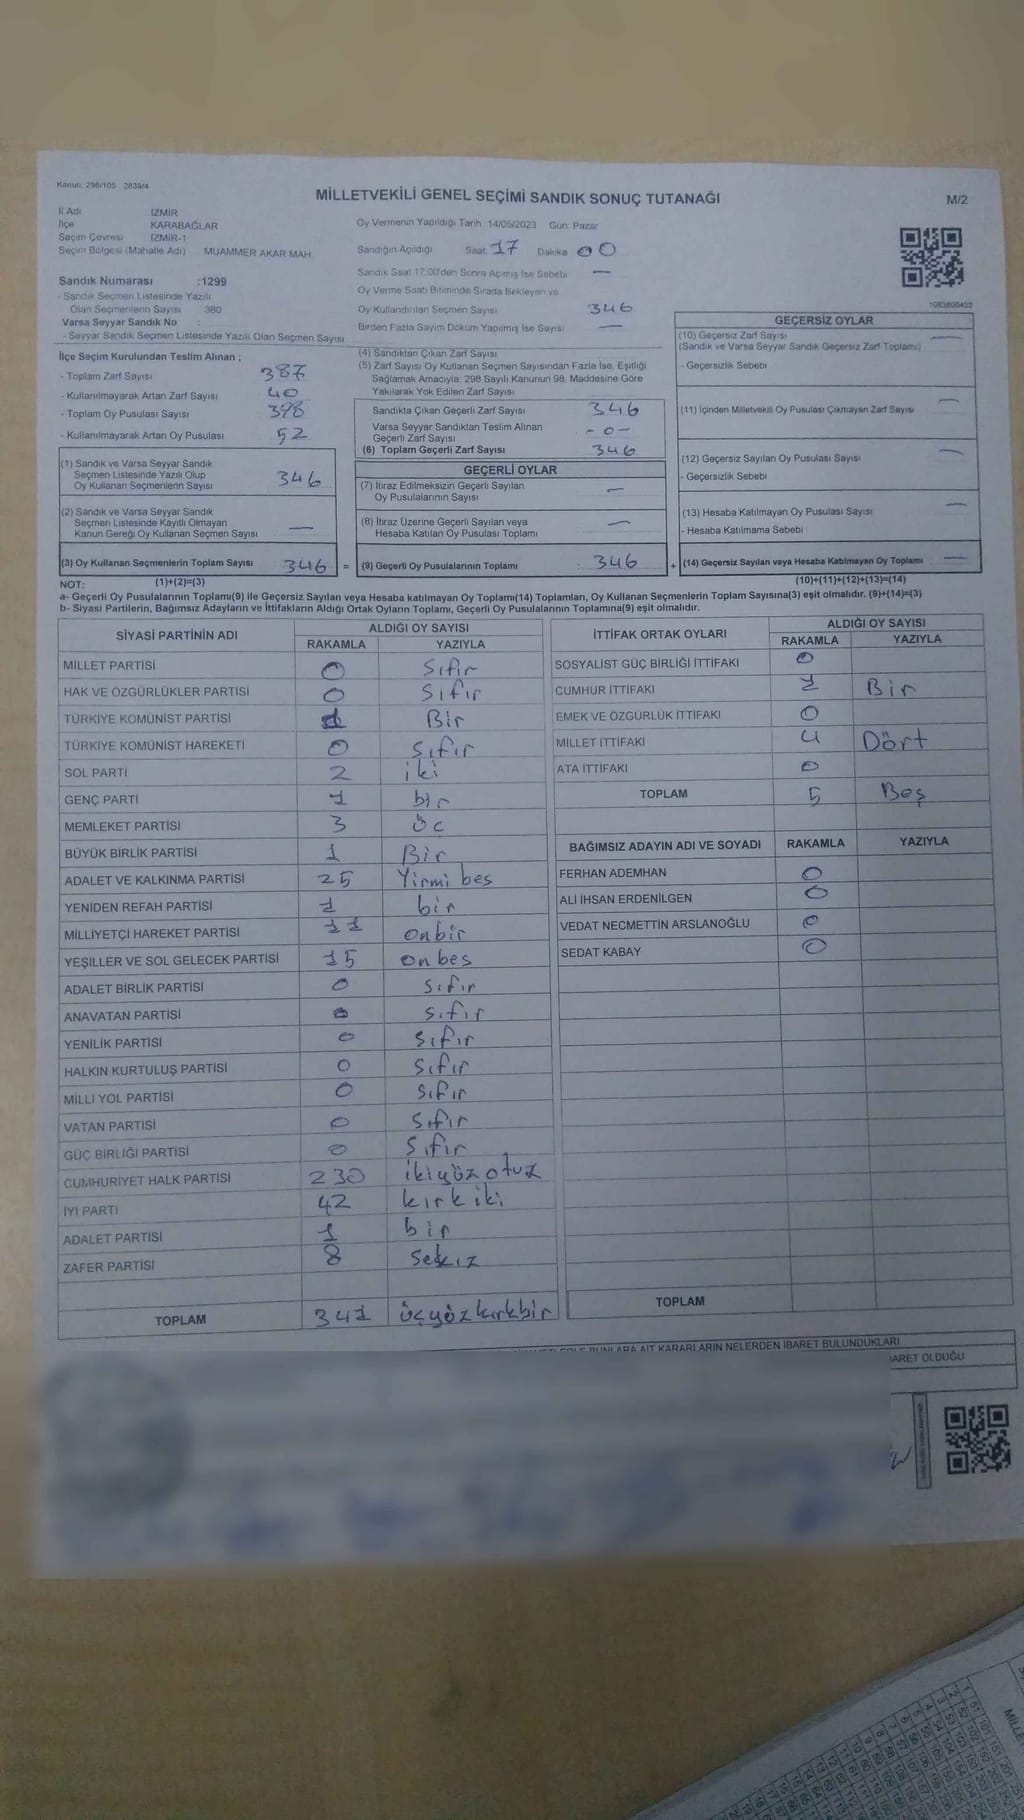 Kanun: 298/105 , 2839/4
MİLLETVEKİLİ GENEL SEÇİMİ SANDIK SONUÇ TUTANAĞI
M/2
İl Adı İZMİR
İlçe KARABAĞLAR
Seçim Çevresi İZMİR-1
Seçim Bölgesi (Mahalle Adı) MUAMMER AKAR MAH.
Sandık Numarası :1299
- Sandık Seçmen Listesinde Yazılı
Olan Seçmenlerin Sayısı 380
Varsa Seyyar Sandık No :
- Seyyar Sandık Seçmen Listesinde Yazılı Olan Seçmen Sayısı
Oy Vermenin Yapıldığı Tarih :14/05/2023 Gün: Pazar
Sandığın Açıldığı Saat: 17 Dakika 00
Sandık Saat 17:00'den Sonra Açımış İse Sebebi —
Oy Verme Saati Bitiminde Sırada Bekleyen ve
Oy Kullandırılan Seçmen Sayısı 346
Birden Fazla Sayım Döküm Yapılmış İse Sayısı —
1083800452
İlçe Seçim Kurulundan Teslim Alınan ;
- Toplam Zarf Sayısı 387
- Kullanılmayarak Artan Zarf Sayısı 40
- Toplam Oy Pusulası Sayısı 398
- Kullanılmayarak Artan Oy Pusulası 52
(1) Sandık ve Varsa Seyyar Sandık
Seçmen Listesinde Yazılı Olup
Oy Kullanan Seçmenlerin Sayısı 346
(2) Sandık ve Varsa Seyyar Sandık
Seçmen Listesinde Kayıtlı Olmayan
Kanun Gereği Oy Kullanan Seçmen Sayısı —
(3) Oy Kullanan Seçmenlerin Toplam Sayısı 346 =
(4) Sandıktan Çıkan Zarf Sayısı
(5) Zarf Sayısı Oy Kullanan Seçmen Sayısından Fazla İse, Eşitliği
Sağlamak Amacıyla 298 Sayılı Kanunun 98. Maddesine Göre
Yakılarak Yok Edilen Zarf Sayısı
Sandıkta Çıkan Geçerli Zarf Sayısı 346
Varsa Seyyar Sandıktan Teslim Alınan
Geçerli Zarf Sayısı -0-
(6) Toplam Geçerli Zarf Sayısı 346
GEÇERLİ OYLAR
(7) İtiraz Edilmeksizin Geçerli Sayılan
Oy Pusulalarının Sayısı —
(8) İtiraz Üzerine Geçerli Sayılan veya
Hesaba Katılan Oy Pusulası Toplamı —
(9) Geçerli Oy Pusulalarının Toplamı 346 +
GEÇERSİZ OYLAR
(10) Geçersiz Zarf Sayısı —
(Sandık ve Varsa Seyyar Sandık Geçersiz Zarf Toplamı)
- Geçersizlik Sebebi
(11) İçinden Milletvekili Oy Pusulası Çıkmayan Zarf Sayısı —
(12) Geçersiz Sayılan Oy Pusulası Sayısı —
- Geçersizlik Sebebi
(13) Hesaba Katılmayan Oy Pusulası Sayısı —
- Hesaba Katılmama Sebebi
(14) Geçersiz Sayılan veya Hesaba Katılmayan Oy Toplamı —
NOT: (1)+(2)=(3) (10)+(11)+(12)+(13)=(14)
a- Geçerli Oy Pusulalarının Toplamı(9) ile Geçersiz Sayılan veya Hesaba katılmayan Oy Toplamı(14) Toplamları, Oy Kullanan Seçmenlerin Toplam Sayısına(3) eşit olmalıdır. (9)+(14)=(3)
b- Siyasi Partilerin, Bağımsız Adayların ve İttifakların Aldığı Ortak Oyların Toplamı, Geçerli Oy Pusulalarının Toplamına(9) eşit olmalıdır.
SİYASİ PARTİNİN ADI ALDIĞI OY SAYISI
RAKAMLA YAZIYLA
MİLLET PARTİSİ 0 Sıfır
HAK VE ÖZGÜRLÜKLER PARTİSİ 0 Sıfır
TÜRKİYE KOMÜNİST PARTİSİ 1 Bir
TÜRKİYE KOMÜNİST HAREKETİ 0 Sıfır
SOL PARTİ 2 iki
GENÇ PARTİ 1 bir
MEMLEKET PARTİSİ 3 üç
BÜYÜK BİRLİK PARTİSİ 1 Bir
ADALET VE KALKINMA PARTİSİ 25 Yirmi bes
YENİDEN REFAH PARTİSİ 1 bir
MİLLİYETÇİ HAREKET PARTİSİ 11 onbir
YEŞİLLER VE SOL GELECEK PARTİSİ 15 on bes
ADALET BİRLİK PARTİSİ 0 Sıfır
ANAVATAN PARTİSİ 0 Sıfır
YENİLİK PARTİSİ 0 Sıfır
HALKIN KURTULUŞ PARTİSİ 0 Sıfır
MİLLİ YOL PARTİSİ 0 Sıfır
VATAN PARTİSİ 0 Sıfır
GÜÇ BİRLİĞİ PARTİSİ 0 Sıfır
CUMHURİYET HALK PARTİSİ 230 ikiyüz otuz
İYİ PARTİ 42 kırk iki
ADALET PARTİSİ 1 bir
ZAFER PARTİSİ 8 Sekız
TOPLAM 341 üçyözkırkbir
İTTİFAK ORTAK OYLARI ALDIĞI OY SAYISI
RAKAMLA YAZIYLA
SOSYALİST GÜÇ BİRLİĞİ İTTİFAKI 0
CUMHUR İTTİFAKI 1 Bir
EMEK VE ÖZGÜRLÜK İTTİFAKI 0
MİLLET İTTİFAKI 4 Dört
ATA İTTİFAKI 0
TOPLAM 5 Beş
BAĞIMSIZ ADAYIN ADI VE SOYADI RAKAMLA YAZIYLA
FERHAN ADEMHAN 0
ALİ İHSAN ERDENİLGEN 0
VEDAT NECMETTİN ARSLANOĞLU 0
SEDAT KABAY 0
TOPLAM
BUNLARA AİT KARARLARIN NELERDEN İBARET BULUNDUKLARI
BARET OLDUĞU